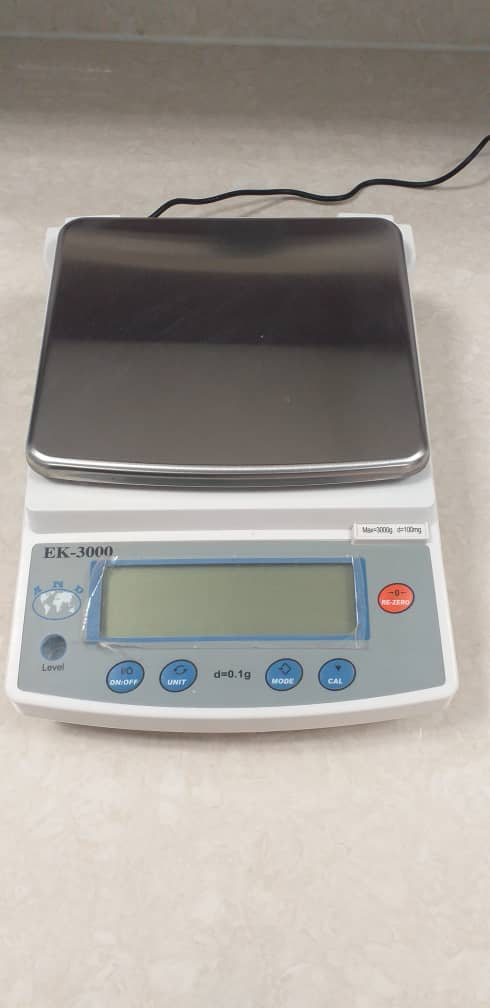 Max=3000g d=100mg
EK-3000
A N D
→0←
RE-ZERO
Level
I/O
ON:OFF
UNIT
d=0.1g
MODE
CAL